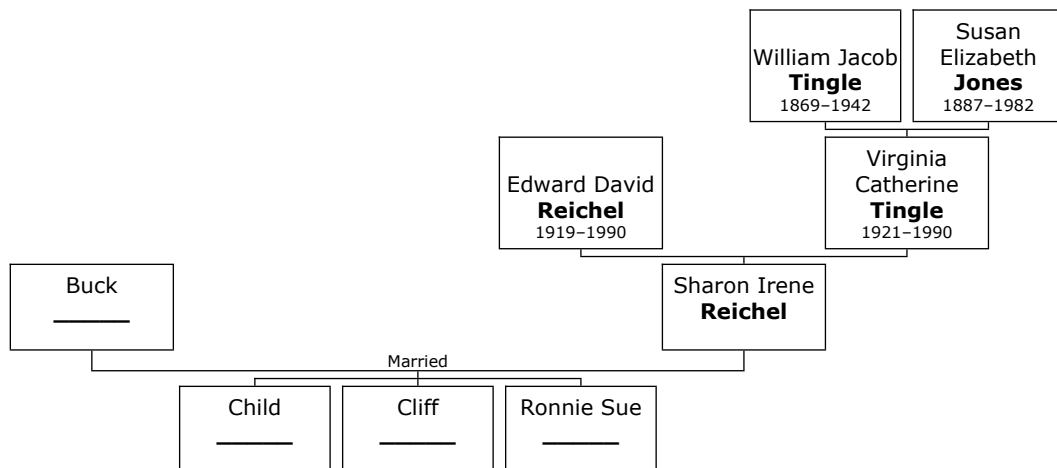 William Jacob
Tingle
1869–1942
Susan
Elizabeth
Jones
1887–1982
Edward David
Reichel
1919–1990
Virginia
Catherine
Tingle
1921–1990
Buck
Sharon Irene
Reichel
Married
Child
Cliff
Ronnie Sue